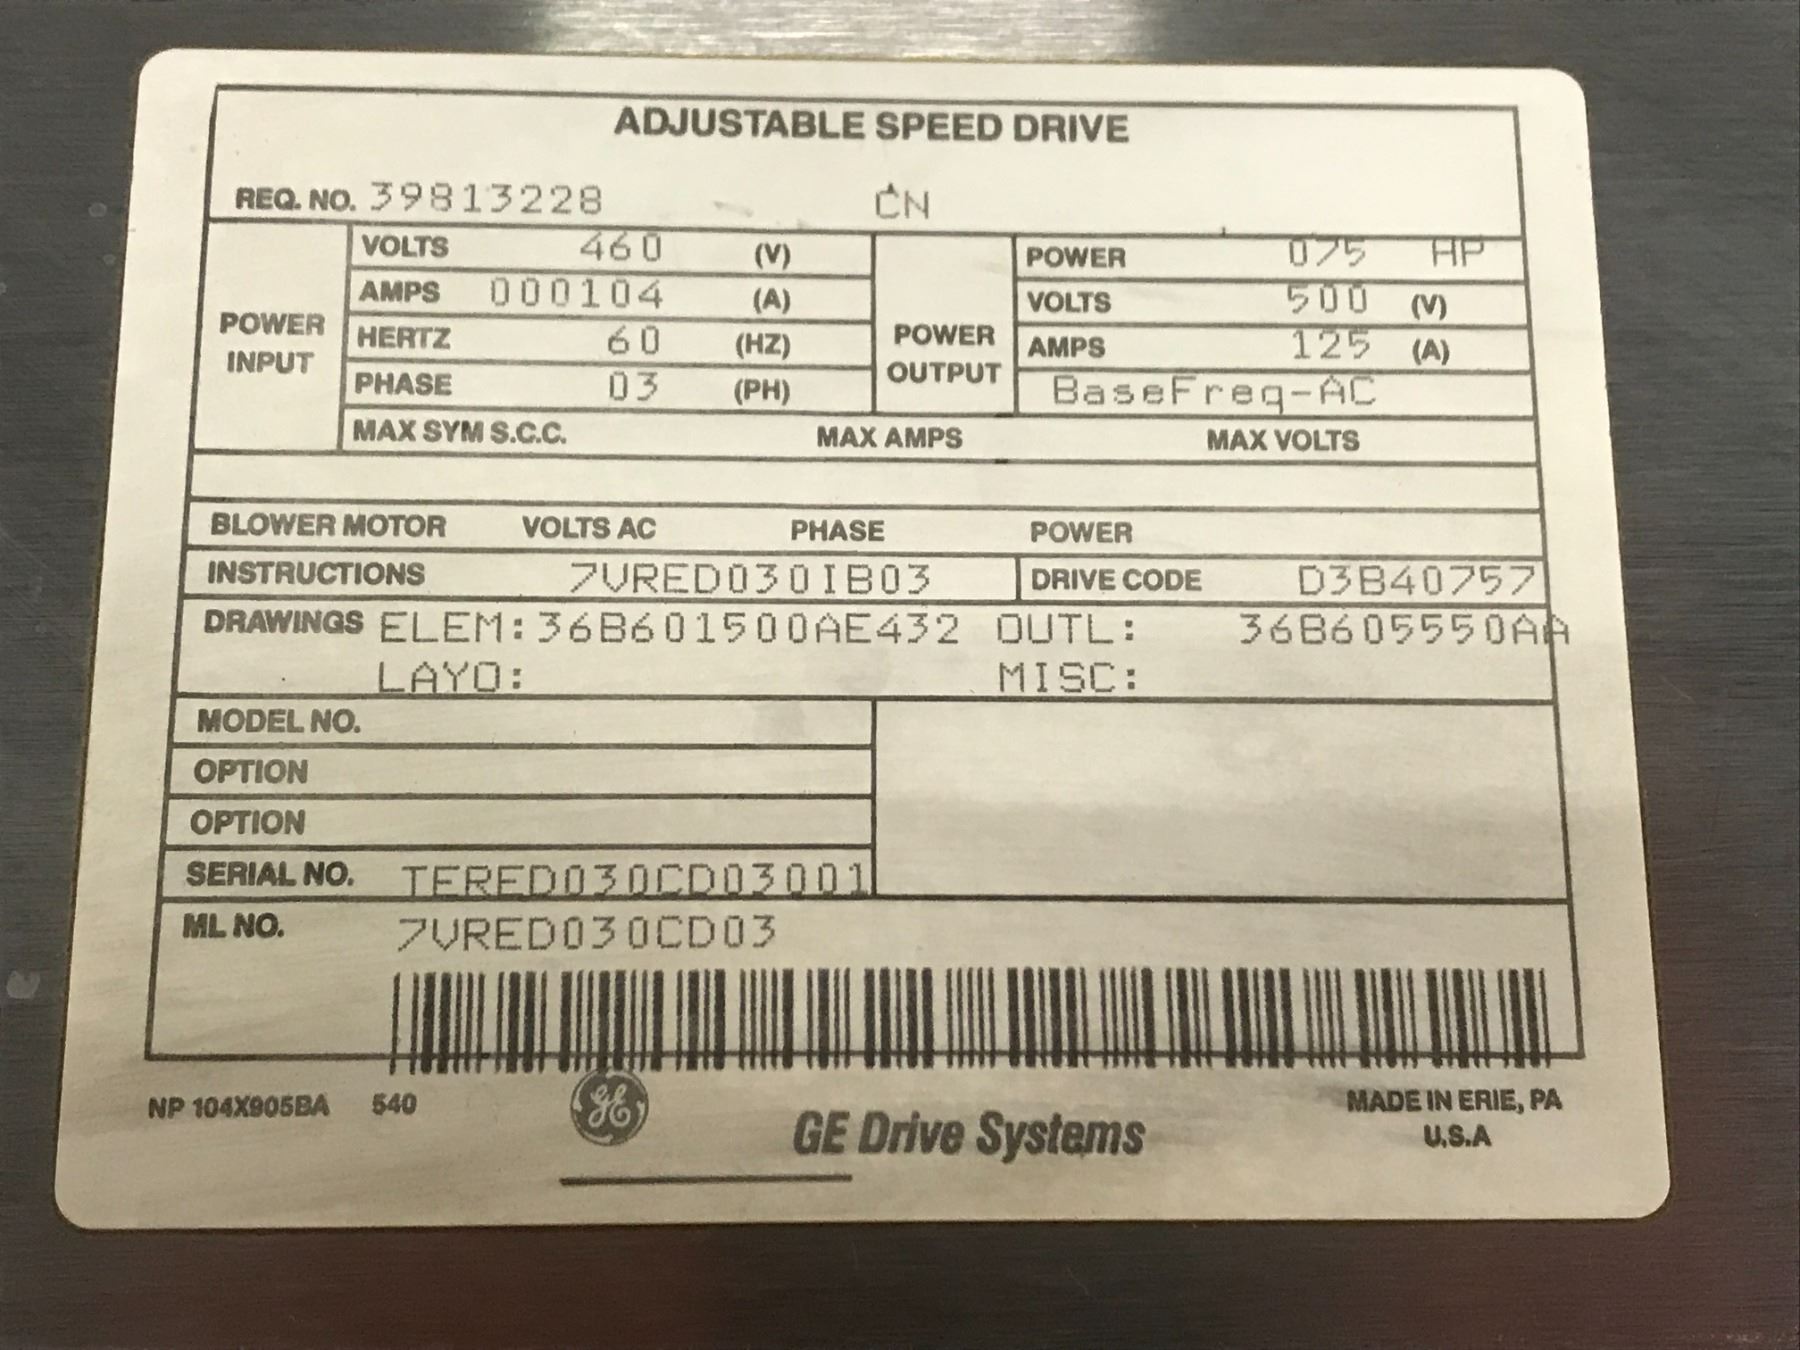 ADJUSTABLE SPEED DRIVE
REQ. NO. 39813228 CN
POWER INPUT
VOLTS 460 (V)
AMPS 000104 (A)
HERTZ 60 (HZ)
PHASE 03 (PH)
POWER OUTPUT
POWER 075 HP
VOLTS 500 (V)
AMPS 125 (A)
BaseFreq-AC
MAX SYM S.C.C. MAX AMPS MAX VOLTS
BLOWER MOTOR VOLTS AC PHASE POWER
INSTRUCTIONS 7VRED030IB03 DRIVE CODE D3B40757
DRAWINGS ELEM:36B601500AE432 OUTL: 36B605550AA
LAYO: MISC:
MODEL NO.
OPTION
OPTION
SERIAL NO. TERED030CD03001
ML NO. 7VRED030CD03
NP 104X905BA 540
GE
GE Drive Systems
MADE IN ERIE, PA
U.S.A